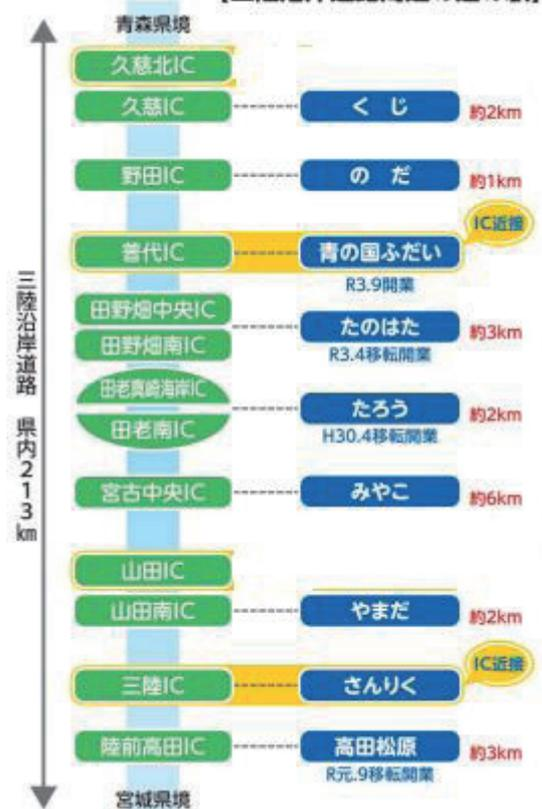 青森県境
久慈北IC
久慈IC くじ 約2km
野田IC のだ 約1km
IC近接
普代IC 青の国ふだい
R3.9開業
田野畑中央IC
たのはた 約3km
田野畑南IC
R3.4移転開業
田老真崎海岸IC
たろう 約2km
田老南IC
H30.4移転開業
宮古中央IC みやこ 約6km
山田IC
山田南IC やまだ 約2km
IC近接
三陸IC さんりく
陸前高田IC 高田松原 約3km
R元.9移転開業
宮城県境
三陸沿岸道路 県内213km